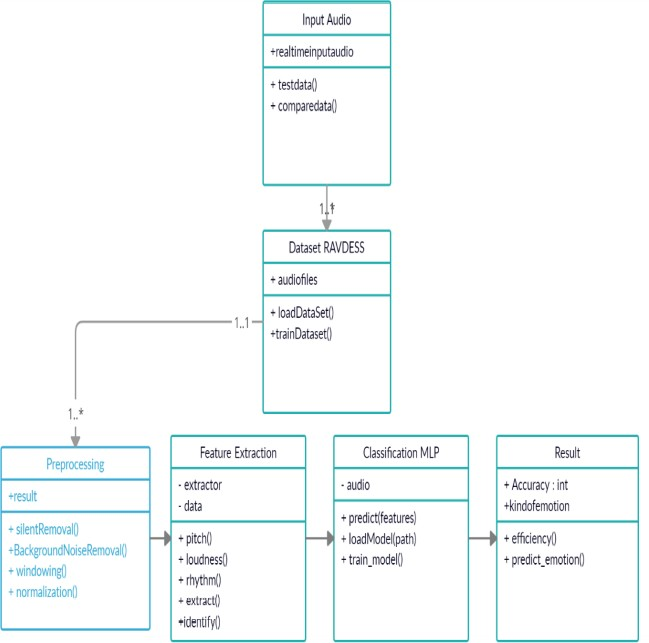 Input Audio
+realtimeinputaudio
+ testdata()
+ comparedata()
1..*
Dataset RAVDESS
+ audiofiles
+ loadDataSet()
+trainDataset()
1..1
1..*
Preprocessing
+result
+ silentRemoval()
+BackgroundNoiseRemoval()
+ windowing()
+ normalization()
Feature Extraction
- extractor
- data
+ pitch()
+ loudness()
+ rhythm()
+ extract()
+identify()
Classification MLP
- audio
+ predict(features)
+ loadModel(path)
+ train_model()
Result
+ Accuracy : int
+kindofemotion
+ efficiency()
+ predict_emotion()